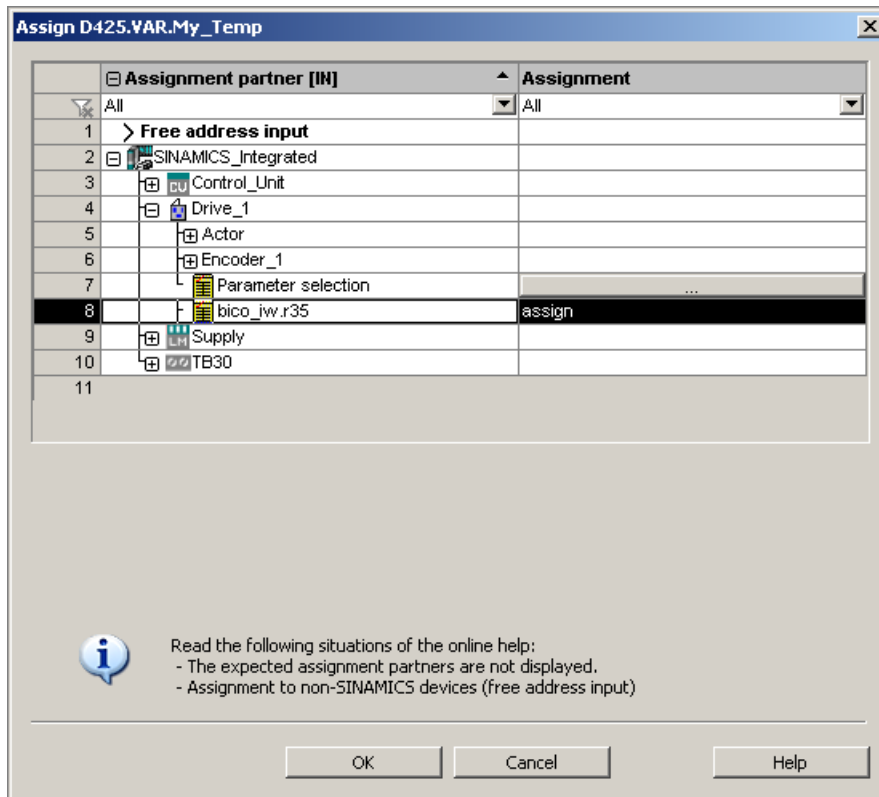 Assign D425.VAR.My_Temp
Assignment partner [IN] Assignment
All All
1 Free address input
2 SINAMICS_Integrated
3 CU Control_Unit
4 Drive_1
5 Actor
6 Encoder_1
7 Parameter selection ...
8 bico_iw.r35 assign
9 LM Supply
10 TB30
11
Read the following situations of the online help:
- The expected assignment partners are not displayed.
- Assignment to non-SINAMICS devices (free address input)
OK Cancel Help